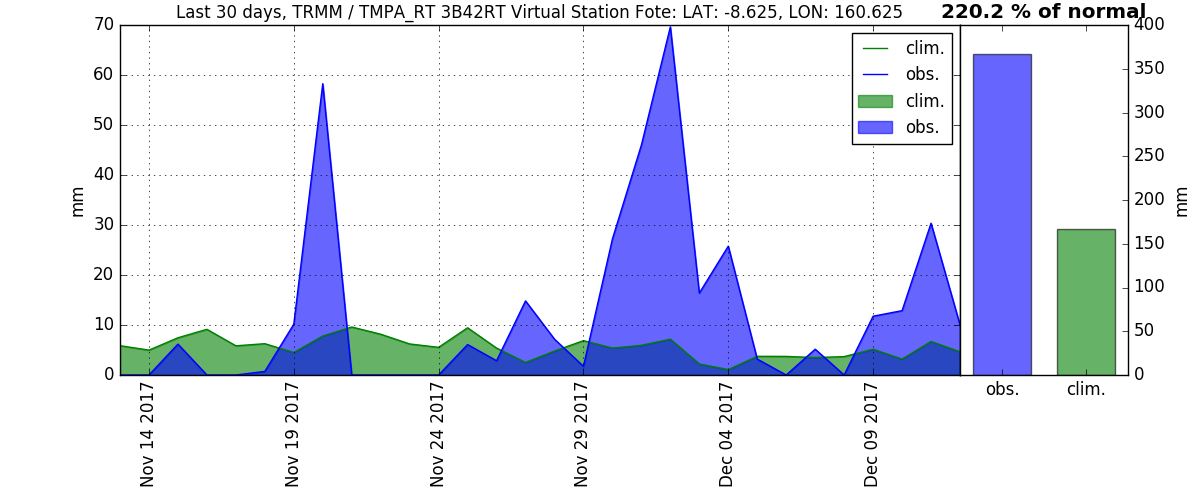 Last 30 days, TRMM / TMPA_RT 3B42RT Virtual Station Fote: LAT: -8.625, LON: 160.625
220.2 % of normal
70
60
50
40
30
20
10
0
mm
clim.
obs.
clim.
obs.
Nov 14 2017
Nov 19 2017
Nov 24 2017
Nov 29 2017
Dec 04 2017
Dec 09 2017
400
350
300
250
200
150
100
50
0
mm
obs.
clim.